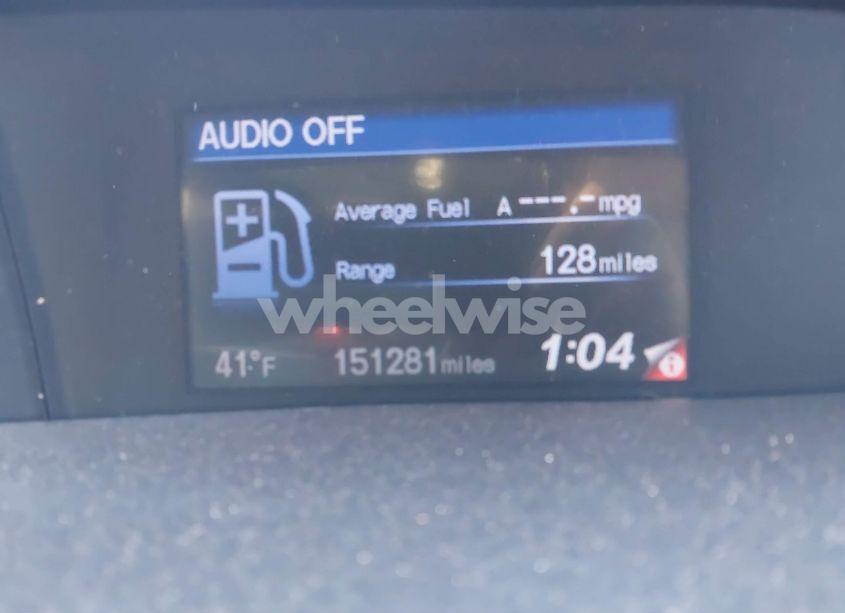 AUDIO OFF
Average Fuel A ---.- mpg
Range 128 miles
wheelwise
41°F 151281 miles 1:04 i